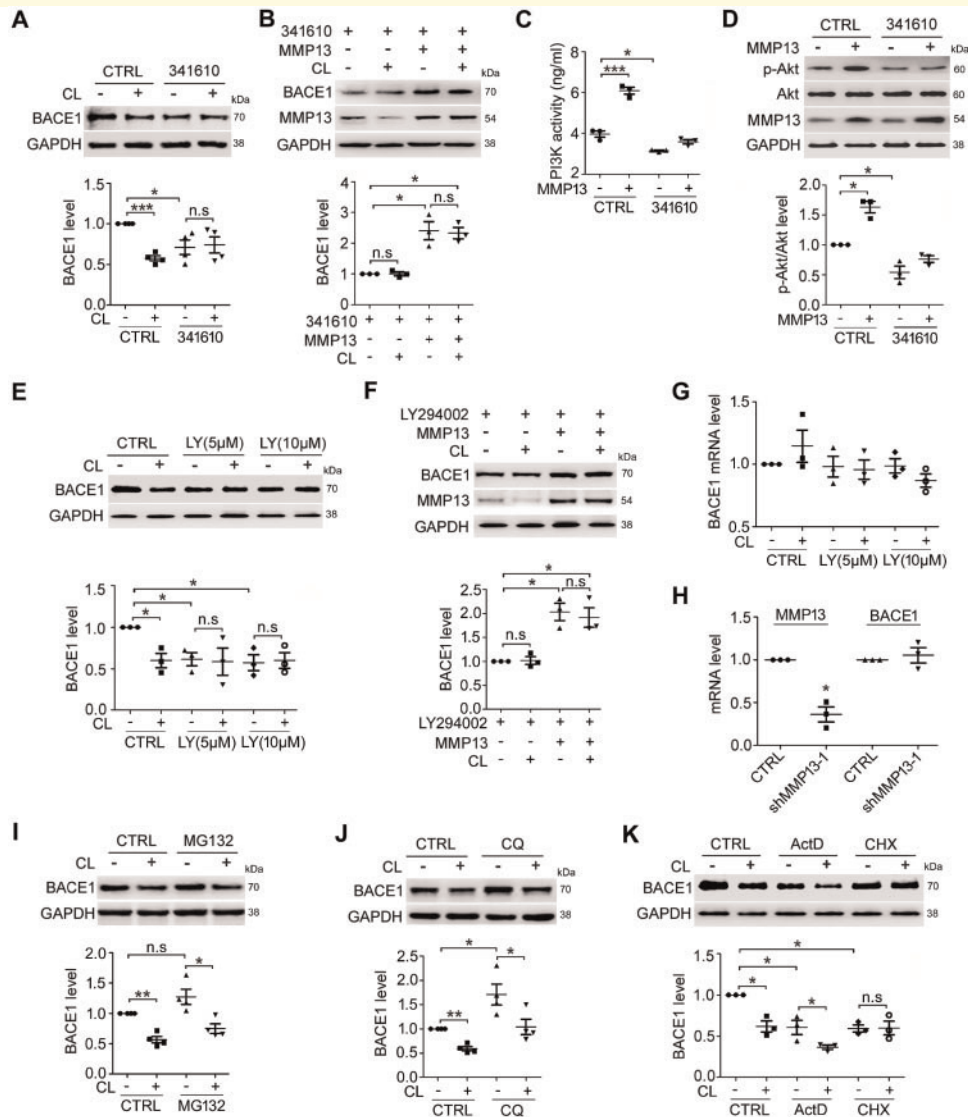 A
CTRL 341610
CL - + - +
kDa
BACE1 70
GAPDH 38
BACE1 level
1.5
1.0
0.5
0.0
*
***
n.s
CL - + - +
CTRL 341610
B
341610 + + + +
MMP13 - - + +
CL - + - +
kDa
BACE1 70
MMP13 54
GAPDH 38
BACE1 level
4
3
2
1
0
*
*
n.s
n.s
341610 + + + +
MMP13 - - + +
CL - + - +
C
PI3K activity (ng/ml)
8
6
4
2
*
***
MMP13 - + - +
CTRL 341610
D
CTRL 341610
MMP13 - + - +
kDa
p-Akt 60
Akt 60
MMP13 54
GAPDH 38
p-Akt/Akt level
2.0
1.5
1.0
0.5
0.0
*
*
MMP13 - + - +
CTRL 341610
E
CTRL LY(5μM) LY(10μM)
CL - + - + - +
kDa
BACE1 70
GAPDH 38
BACE1 level
1.5
1.0
0.5
0.0
*
*
*
n.s
n.s
CL - + - + - +
CTRL LY(5μM) LY(10μM)
F
LY294002 + + + +
MMP13 - - + +
CL - + - +
kDa
BACE1 70
MMP13 54
GAPDH 38
BACE1 level
2.5
2.0
1.5
1.0
0.5
0.0
*
*
n.s
n.s
LY294002 + + + +
MMP13 - - + +
CL - + - +
G
BACE1 mRNA level
1.5
1.0
0.5
CL - + - + - +
CTRL LY(5μM) LY(10μM)
H
MMP13 BACE1
mRNA level
1.5
1.0
0.5
0.0
*
CTRL shMMP13-1 CTRL shMMP13-1
I
CTRL MG132
CL - + - +
kDa
BACE1 70
GAPDH 38
BACE1 level
2.0
1.5
1.0
0.5
0.0
n.s
**
*
CL - + - +
CTRL MG132
J
CTRL CQ
CL - + - +
kDa
BACE1 70
GAPDH 38
BACE1 level
2.5
2.0
1.5
1.0
0.5
0.0
*
*
**
CL - + - +
CTRL CQ
K
CTRL ActD CHX
CL - + - + - +
kDa
BACE1 70
GAPDH 38
BACE1 level
1.5
1.0
0.5
0.0
*
*
*
*
n.s
CL - + - + - +
CTRL ActD CHX